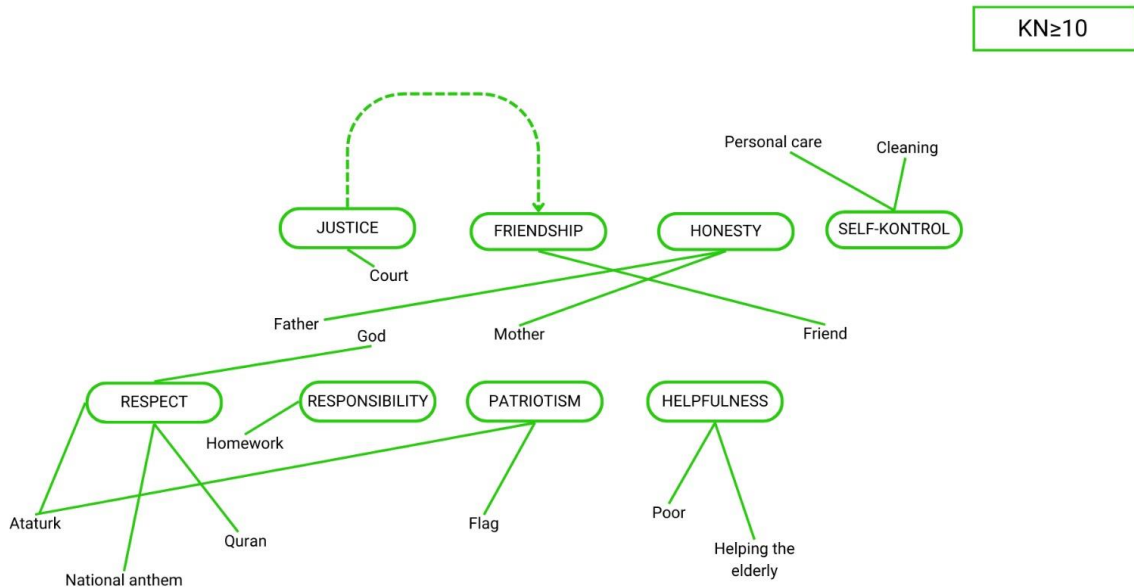 KN≥10
Personal care
Cleaning
JUSTICE
FRIENDSHIP
HONESTY
SELF-KONTROL
Court
Father
Mother
Friend
God
RESPECT
RESPONSIBILITY
PATRIOTISM
HELPFULNESS
Homework
Ataturk
Quran
Flag
Poor
National anthem
Helping the
elderly